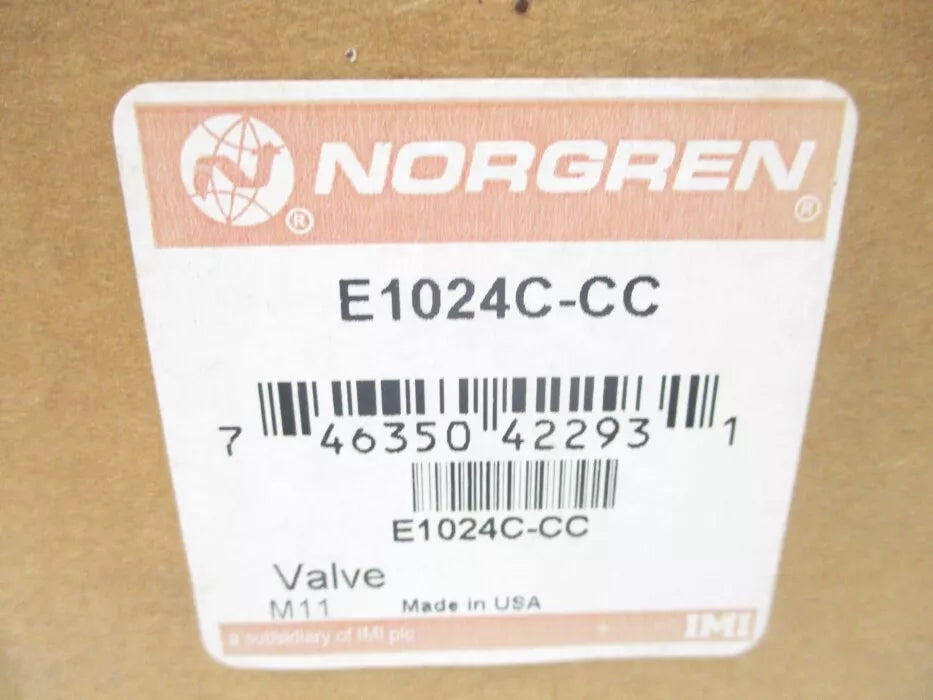 ® NORGREN ®
E1024C-CC
7 46350 42293 1
E1024C-CC
Valve
M11 Made in USA
a subsidiary of IMI plc IMI